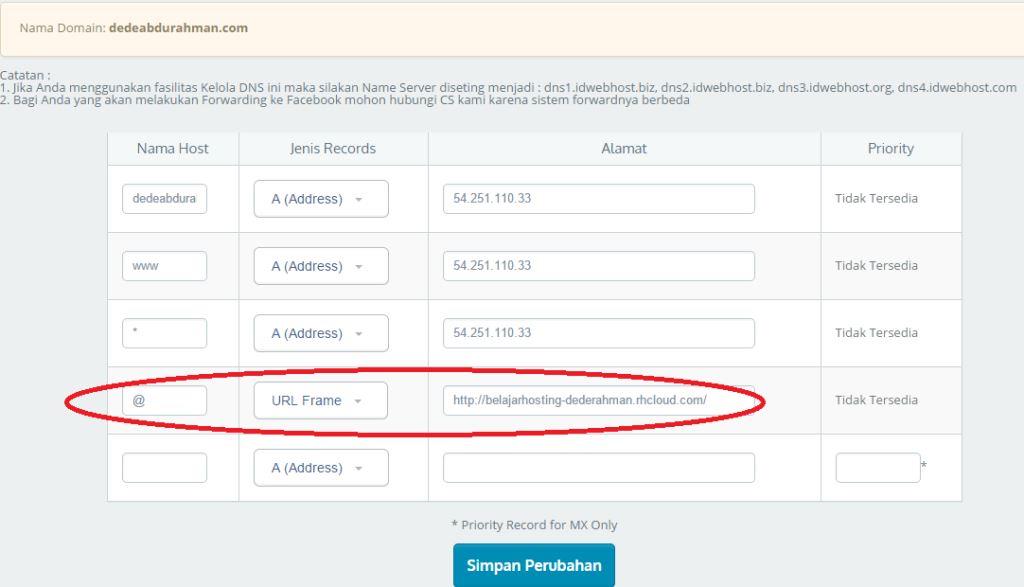 Nama Domain: dedeabdurahman.com
Catatan :
1. Jika Anda menggunakan fasilitas Kelola DNS ini maka silakan Name Server diseting menjadi : dns1.idwebhost.biz, dns2.idwebhost.biz, dns3.idwebhost.org, dns4.idwebhost.com
2. Bagi Anda yang akan melakukan Forwarding ke Facebook mohon hubungi CS kami karena sistem forwardnya berbeda
Nama Host Jenis Records Alamat Priority
dedeabdura A (Address) 54.251.110.33 Tidak Tersedia
www A (Address) 54.251.110.33 Tidak Tersedia
* A (Address) 54.251.110.33 Tidak Tersedia
@ URL Frame http://belajarhosting-dederahman.rhcloud.com/ Tidak Tersedia
A (Address) *
* Priority Record for MX Only
Simpan Perubahan